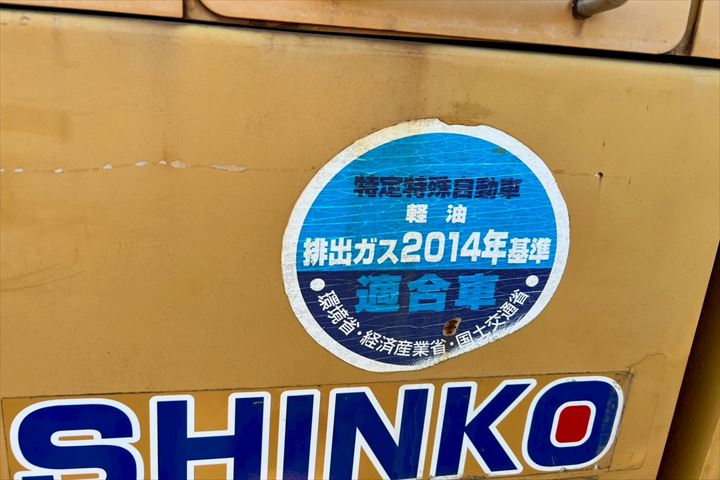 特定特殊自動車
軽油
排出ガス2014年基準
適合車
環境省・経済産業省・国土交通省
SHINKO